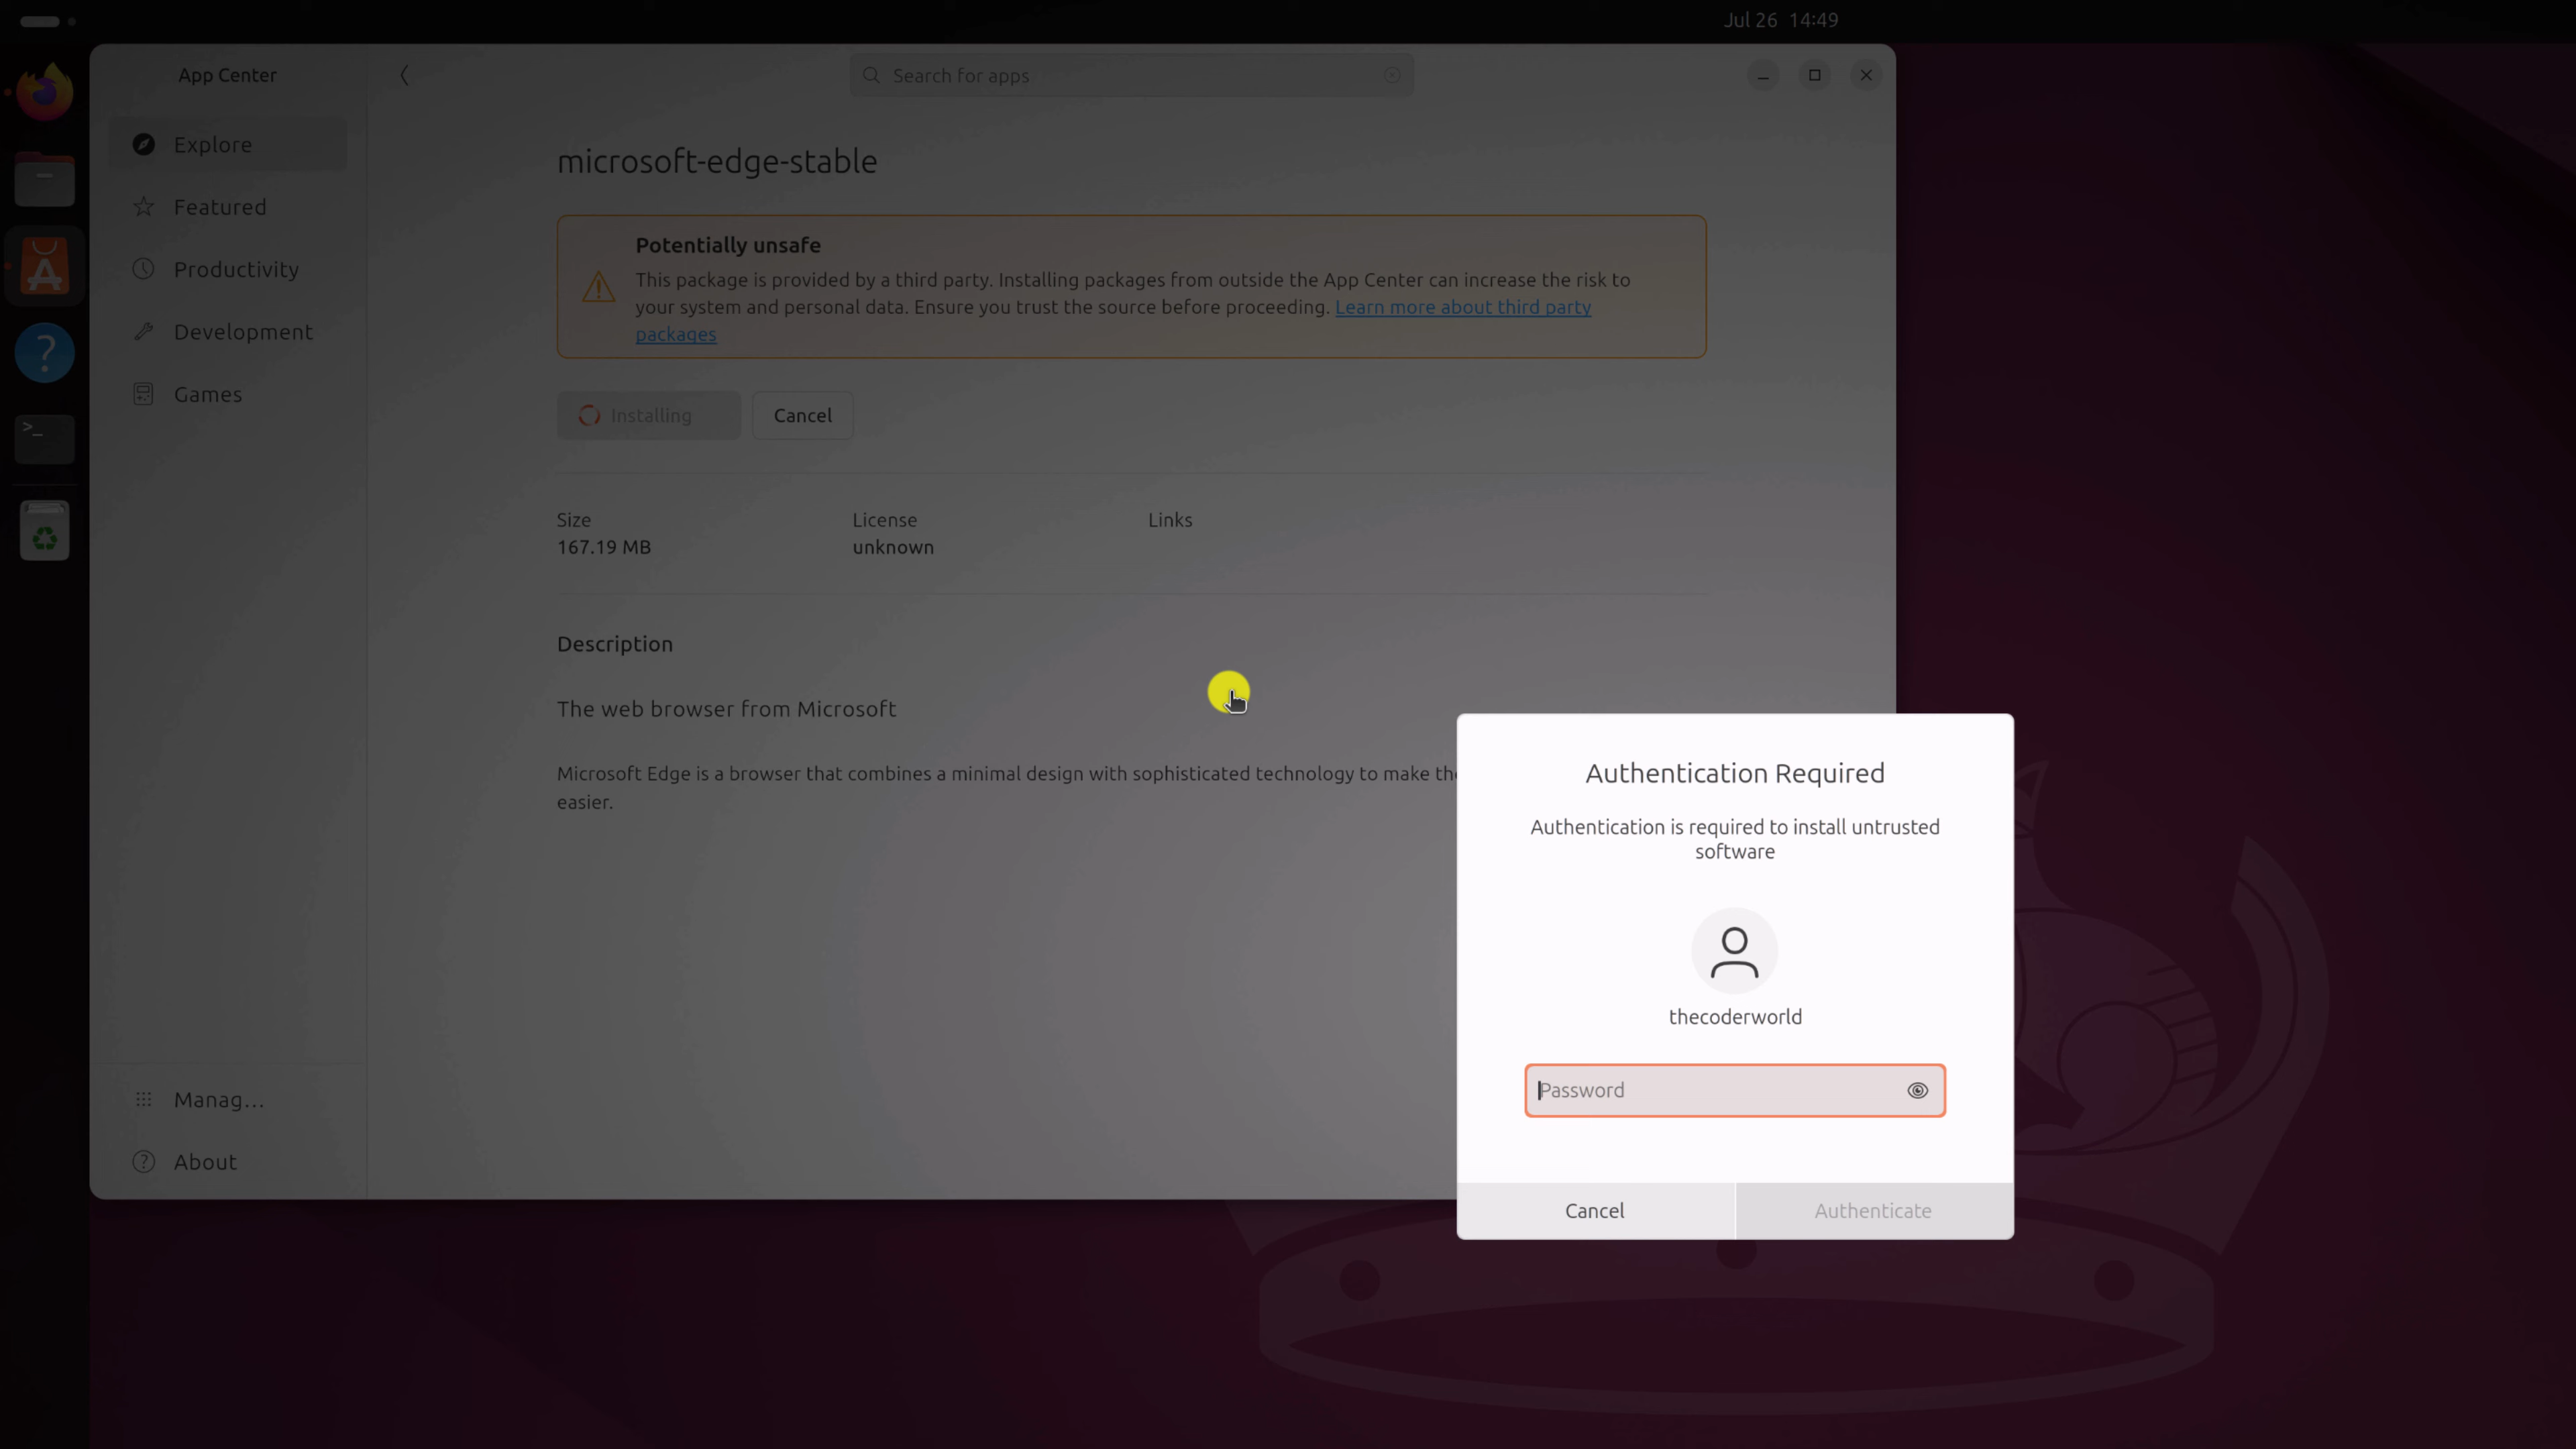 Jul 26 14:49
App Center
Search for apps
Explore
Featured
Productivity
Development
Games
Manag...
About
microsoft-edge-stable
Potentially unsafe
This package is provided by a third party. Installing packages from outside the App Center can increase the risk to
your system and personal data. Ensure you trust the source before proceeding. Learn more about third party
packages
Installing
Cancel
Size
167.19 MB
License
unknown
Links
Description
The web browser from Microsoft
Microsoft Edge is a browser that combines a minimal design with sophisticated technology to make
easier.
Authentication Required
Authentication is required to install untrusted
software
thecoderworld
Password
Cancel
Authenticate